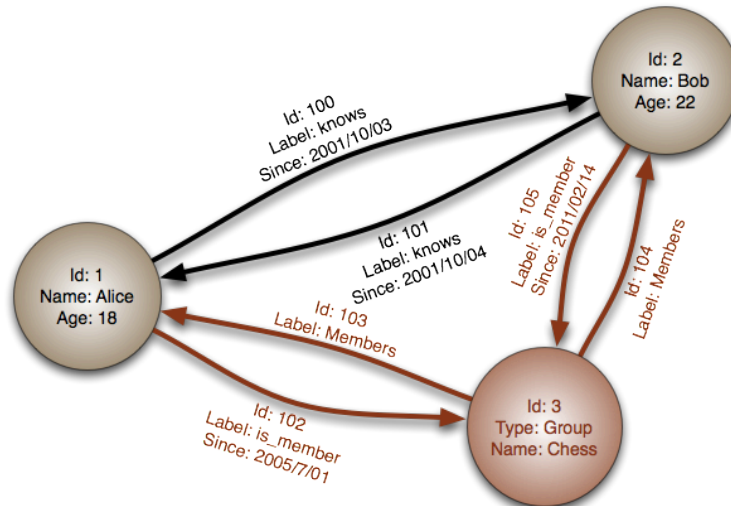 Id: 2
Name: Bob
Age: 22
Id: 100
Label: knows
Since: 2001/10/03
Id: 101
Label: knows
Since: 2001/10/04
Id: 105
Label: is_member
Since: 2011/02/14
Id: 104
Label: Members
Id: 1
Name: Alice
Age: 18
Id: 103
Label: Members
Id: 102
Label: is_member
Since: 2005/7/01
Id: 3
Type: Group
Name: Chess